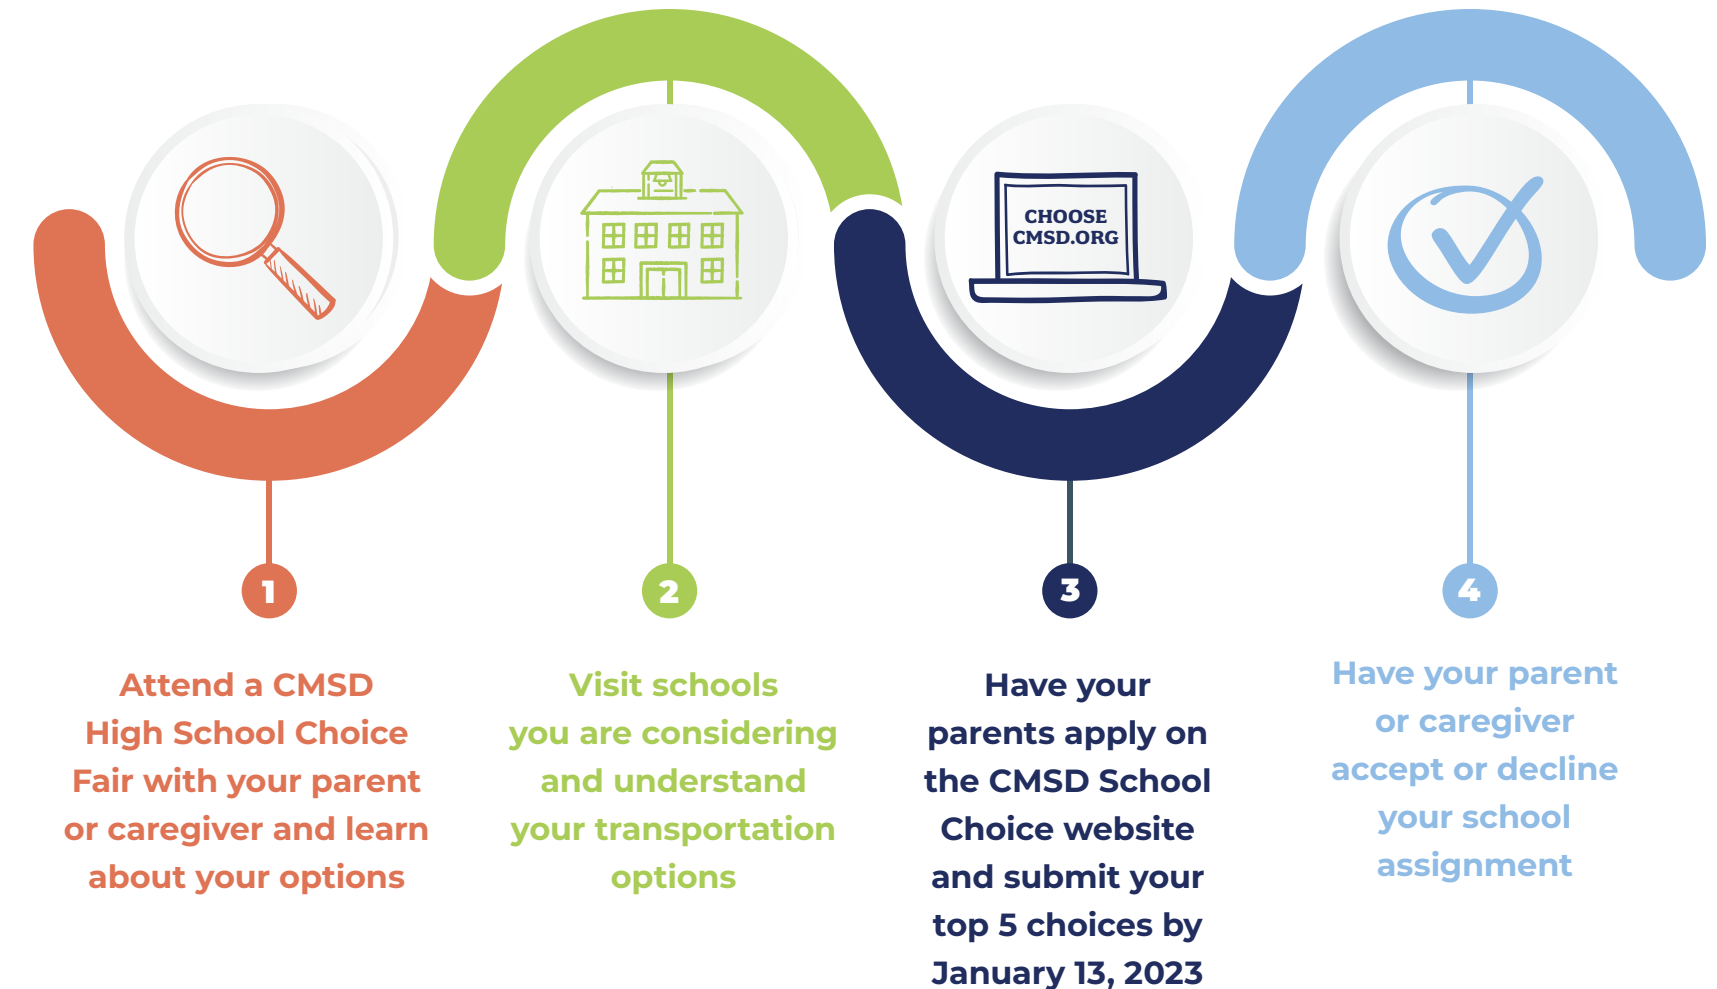 CHOOSE
CMSD.ORG
1
Attend a CMSD
High School Choice
Fair with your parent
or caregiver and learn
about your options
2
Visit schools
you are considering
and understand
your transportation
options
3
Have your
parents apply on
the CMSD School
Choice website
and submit your
top 5 choices by
January 13, 2023
4
Have your parent
or caregiver
accept or decline
your school
assignment